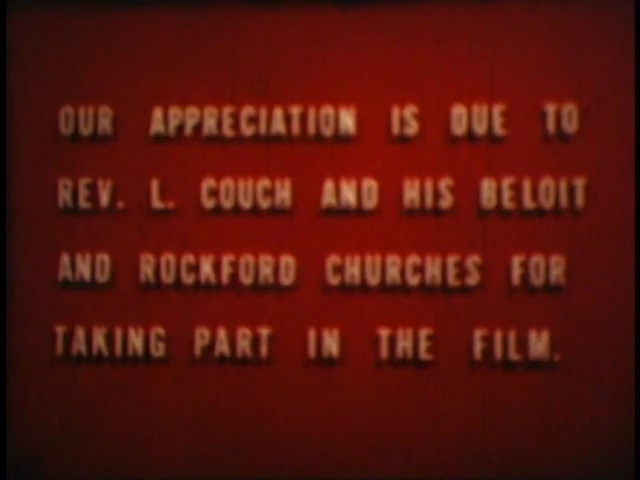 OUR APPRECIATION IS DUE TO
REV. L. COUCH AND HIS BELOIT
AND ROCKFORD CHURCHES FOR
TAKING PART IN THE FILM.